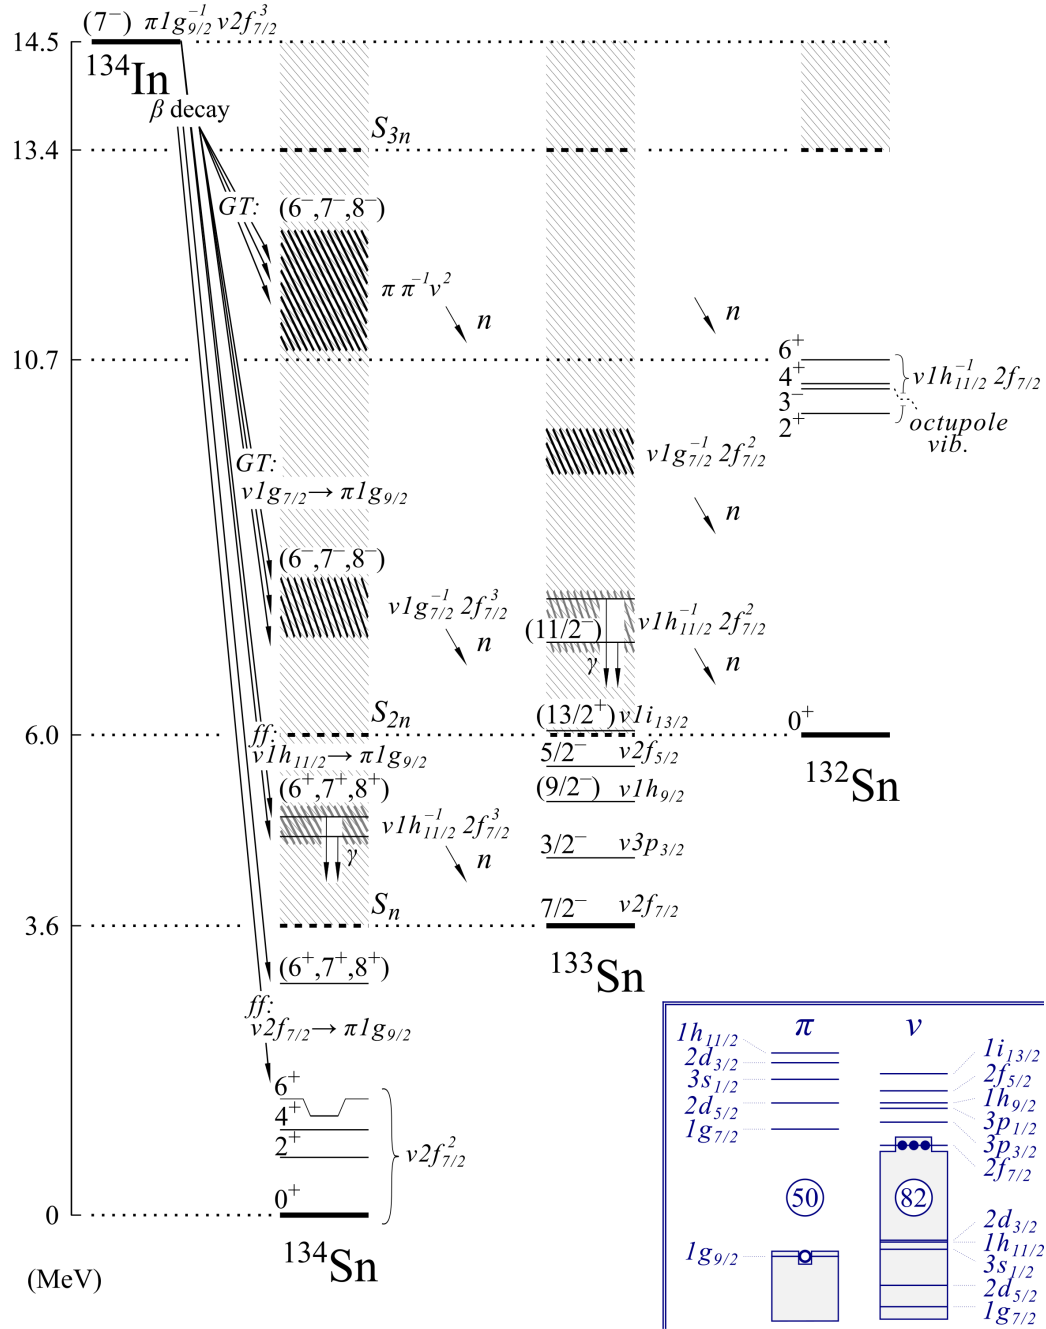 (7⁻) π1g₉/₂⁻¹ ν2f₇/₂³
14.5
¹³⁴In
β decay
S₃ₙ
13.4
GT: (6⁻,7⁻,8⁻)
π π⁻¹ν²
n
n
10.7
6⁺
4⁺
3⁻
2⁺
ν1h₁₁/₂⁻¹ 2f₇/₂
octupole
vib.
GT:
ν1g₇/₂→π1g₉/₂
ν1g₇/₂⁻¹ 2f₇/₂²
n
(6⁻,7⁻,8⁻)
ν1g₇/₂⁻¹ 2f₇/₂³
n
(11/2⁻)
ν1h₁₁/₂⁻¹ 2f₇/₂²
γ
n
S₂ₙ
(13/2⁺) ν1i₁₃/₂
0⁺
6.0
ff:
ν1h₁₁/₂→π1g₉/₂
5/2⁻ ν2f₅/₂
¹³²Sn
(6⁺,7⁺,8⁺)
(9/2⁻) ν1h₉/₂
ν1h₁₁/₂⁻¹ 2f₇/₂³
γ
n
3/2⁻ ν3p₃/₂
Sₙ
7/2⁻ ν2f₇/₂
3.6
(6⁺,7⁺,8⁺)
¹³³Sn
ff:
ν2f₇/₂→π1g₉/₂
6⁺
4⁺
2⁺
0⁺
ν2f₇/₂²
0
¹³⁴Sn
(MeV)
π
ν
1h₁₁/₂
2d₃/₂
3s₁/₂
2d₅/₂
1g₇/₂
50
1g₉/₂
1i₁₃/₂
2f₅/₂
1h₉/₂
3p₁/₂
3p₃/₂
2f₇/₂
82
2d₃/₂
1h₁₁/₂
3s₁/₂
2d₅/₂
1g₇/₂